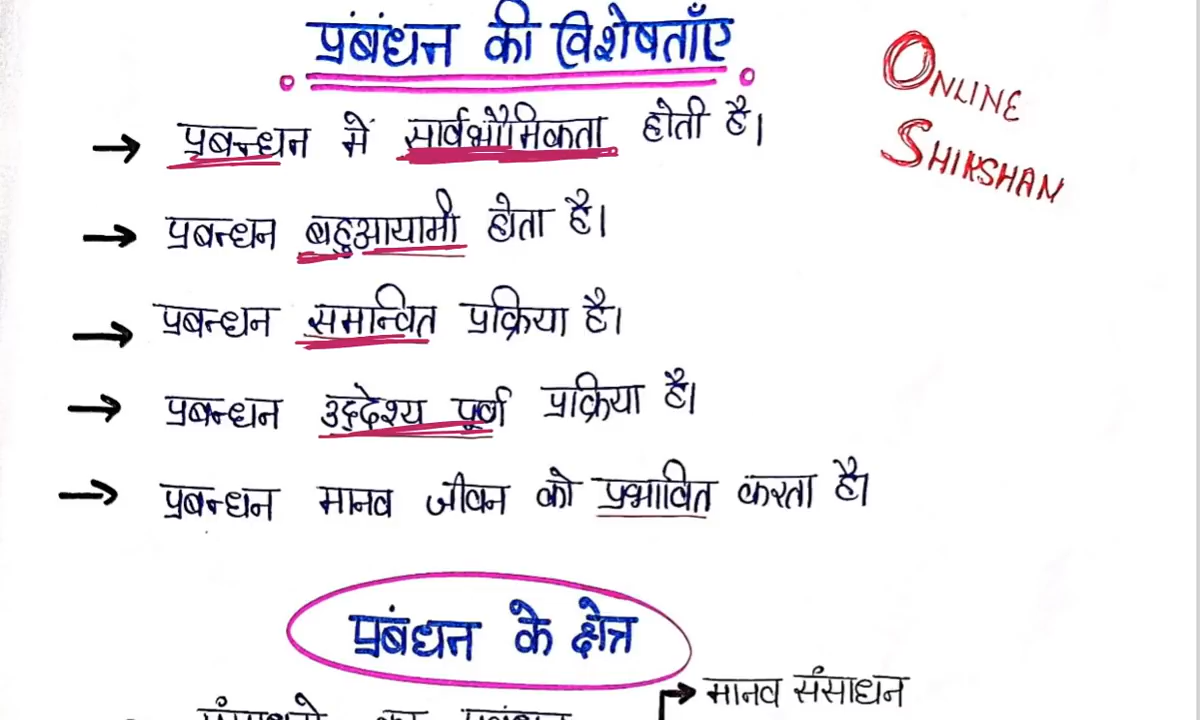 प्रबंधन की विशेषताएँ
ONLINE
SHIKSHAN
→ प्रबन्धन में सार्वभौमिकता होती है।
→ प्रबन्धन बहुआयामी होता है।
→ प्रबन्धन समान्वित प्रक्रिया है।
→ प्रबन्धन उद्देश्य पूर्व प्रक्रिया है।
→ प्रबन्धन मानव जीवन को प्रभावित करता है।
प्रबंधन के क्षेत्र
→ मानव संसाधन